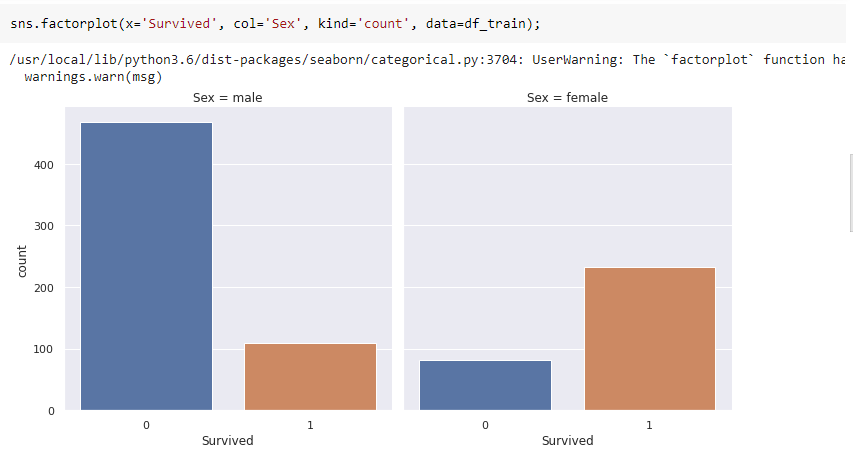 sns.factorplot(x='Survived', col='Sex', kind='count', data=df_train);
/usr/local/lib/python3.6/dist-packages/seaborn/categorical.py:3704: UserWarning: The `factorplot` function ha
warnings.warn(msg)
Sex = male
Sex = female
400
300
200
100
0
count
0 1
Survived
0 1
Survived